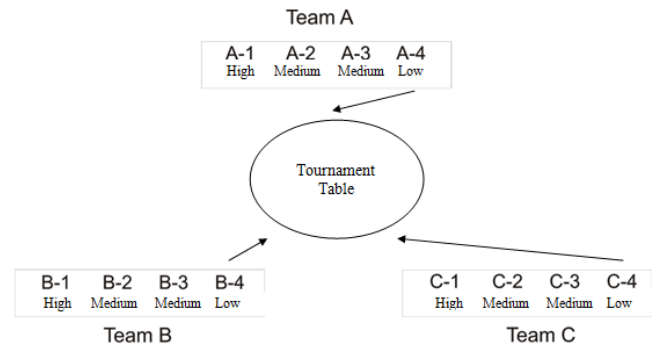 Team A
A-1 A-2 A-3 A-4
High Medium Medium Low
Tournament
Table
B-1 B-2 B-3 B-4
High Medium Medium Low
Team B
C-1 C-2 C-3 C-4
High Medium Medium Low
Team C